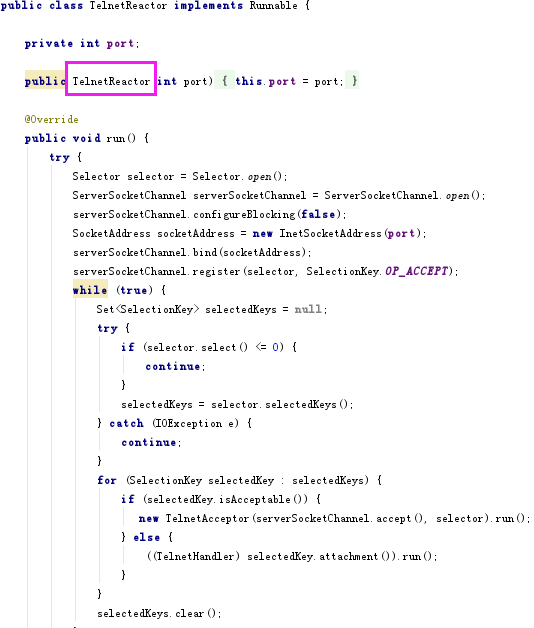 public class TelnetReactor implements Runnable {
private int port;
public TelnetReactor(int port) { this.port = port; }
@Override
public void run() {
try {
Selector selector = Selector.open();
ServerSocketChannel serverSocketChannel = ServerSocketChannel.open();
serverSocketChannel.configureBlocking(false);
SocketAddress socketAddress = new InetSocketAddress(port);
serverSocketChannel.bind(socketAddress);
serverSocketChannel.register(selector, SelectionKey.OP_ACCEPT);
while (true) {
Set<SelectionKey> selectedKeys = null;
try {
if (selector.select() <= 0) {
continue;
}
selectedKeys = selector.selectedKeys();
} catch (IOException e) {
continue;
}
for (SelectionKey selectedKey : selectedKeys) {
if (selectedKey.isAcceptable()) {
new TelnetAcceptor(serverSocketChannel.accept(), selector).run();
} else {
((TelnetHandler) selectedKey.attachment()).run();
}
}
selectedKeys.clear();